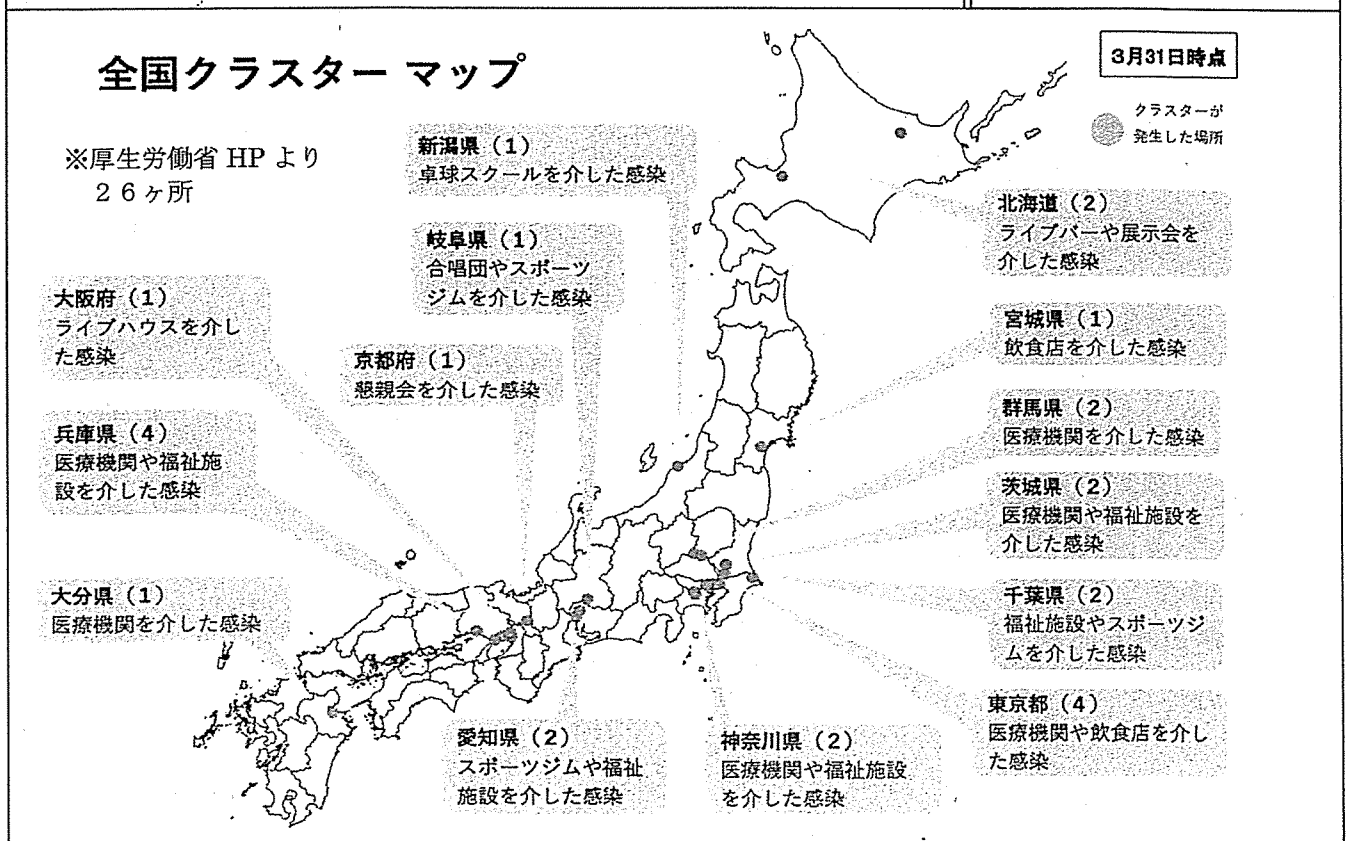 全国クラスター マップ
3月31日時点
クラスターが
発生した場所
※厚生労働省 HP より
２６ヶ所
新潟県（1）
卓球スクールを介した感染
岐阜県（1）
合唱団やスポーツ
ジムを介した感染
大阪府（1）
ライブハウスを介し
た感染
京都府（1）
懇親会を介した感染
兵庫県（4）
医療機関や福祉施
設を介した感染
大分県（1）
医療機関を介した感染
北海道（2）
ライブバーや展示会を
介した感染
宮城県（1）
飲食店を介した感染
群馬県（2）
医療機関を介した感染
茨城県（2）
医療機関や福祉施設を
介した感染
千葉県（2）
福祉施設やスポーツジ
ムを介した感染
東京都（4）
医療機関や飲食店を介し
た感染
愛知県（2）
スポーツジムや福祉
施設を介した感染
神奈川県（2）
医療機関や福祉施設
を介した感染